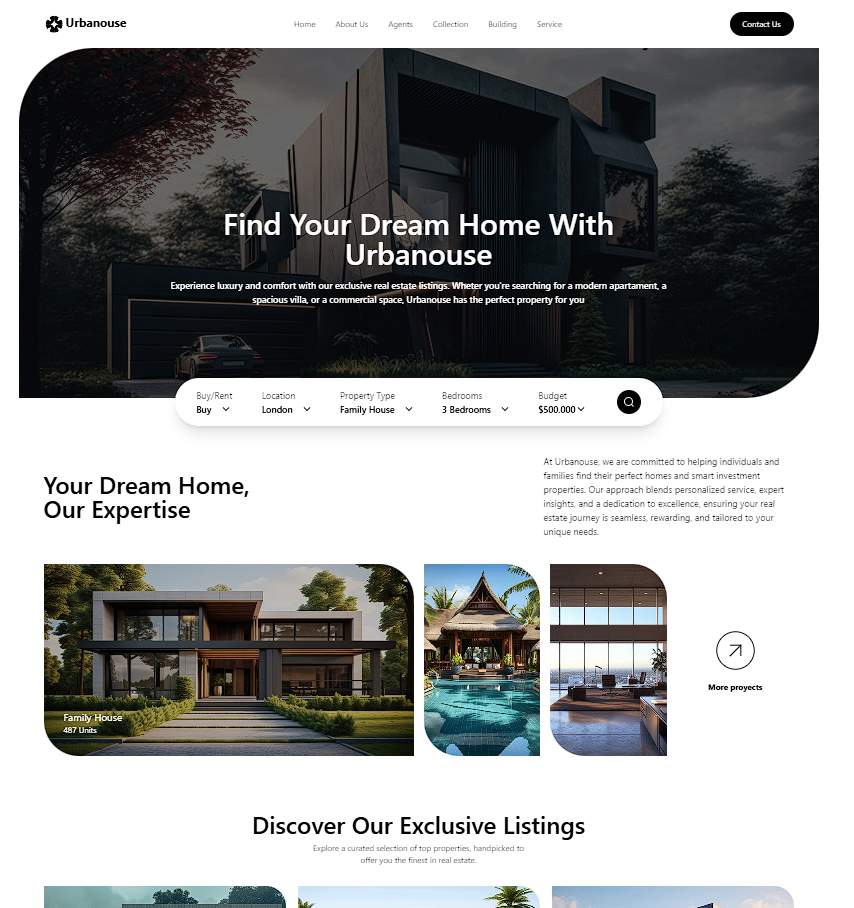 Urbanouse
Home About Us Agents Collection Building Service
Contact Us
Find Your Dream Home With
Urbanouse
Experience luxury and comfort with our exclusive real estate listings. Wheter you're searching for a modern apartament, a
spacious villa, or a commercial space, Urbanouse has the perfect property for you
Buy/Rent Location Property Type Bedrooms Budget
Buy London Family House 3 Bedrooms $500.000
Your Dream Home,
Our Expertise
At Urbanouse, we are committed to helping individuals and
families find their perfect homes and smart investment
properties. Our approach blends personalized service, expert
insights, and a dedication to excellence, ensuring your real
estate journey is seamless, rewarding, and tailored to your
unique needs.
Family House
487 Units
More proyects
Discover Our Exclusive Listings
Explore a curated selection of top properties, handpicked to
offer you the finest in real estate.